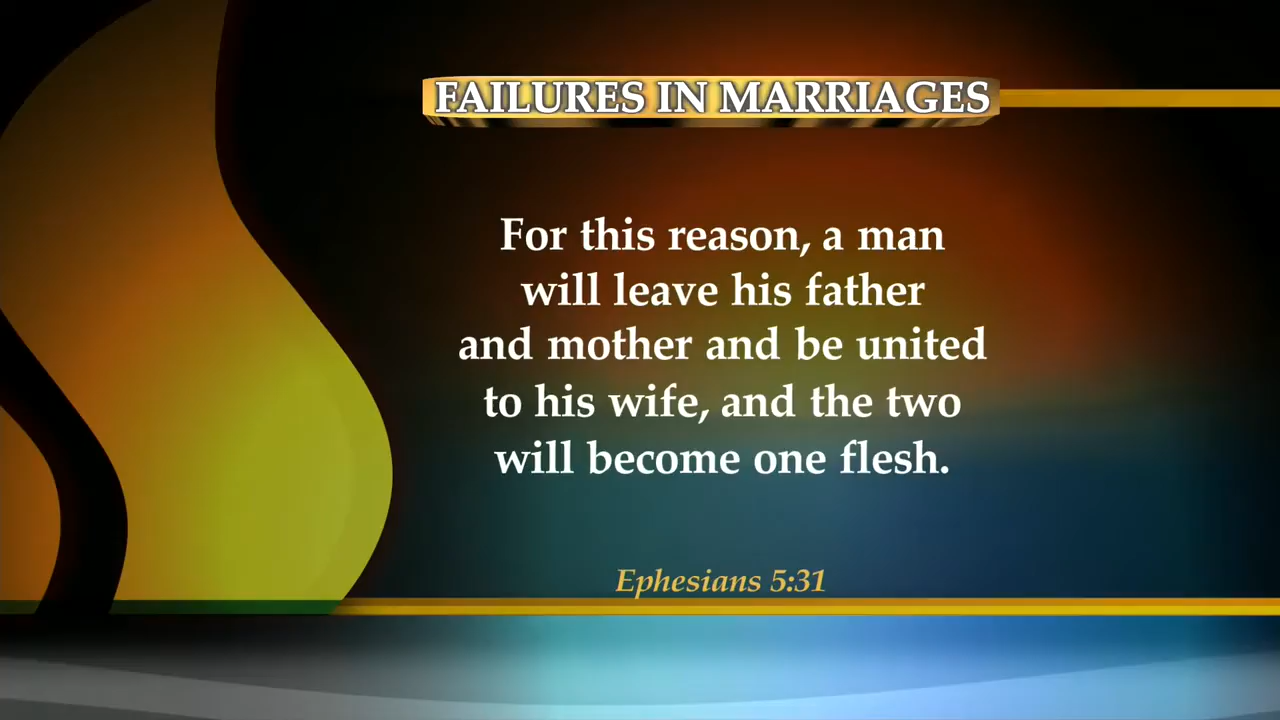 FAILURES IN MARRIAGES
For this reason, a man
will leave his father
and mother and be united
to his wife, and the two
will become one flesh.
Ephesians 5:31